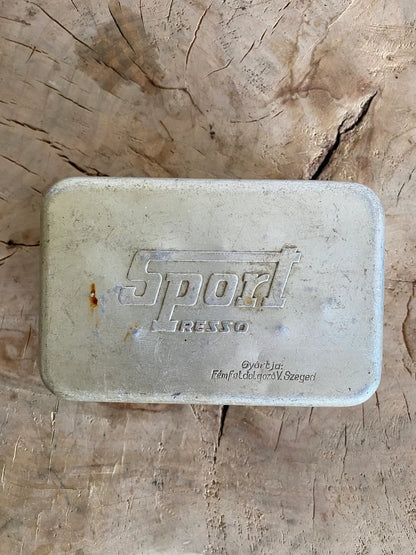 Sport
RESSO
Gyártja:
Fémfeldolgozó V. Szeged